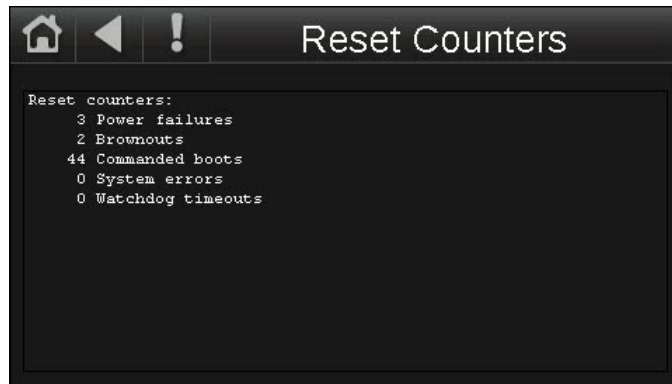 Reset Counters
Reset counters:
3 Power failures
2 Brownouts
44 Commanded boots
0 System errors
0 Watchdog timeouts